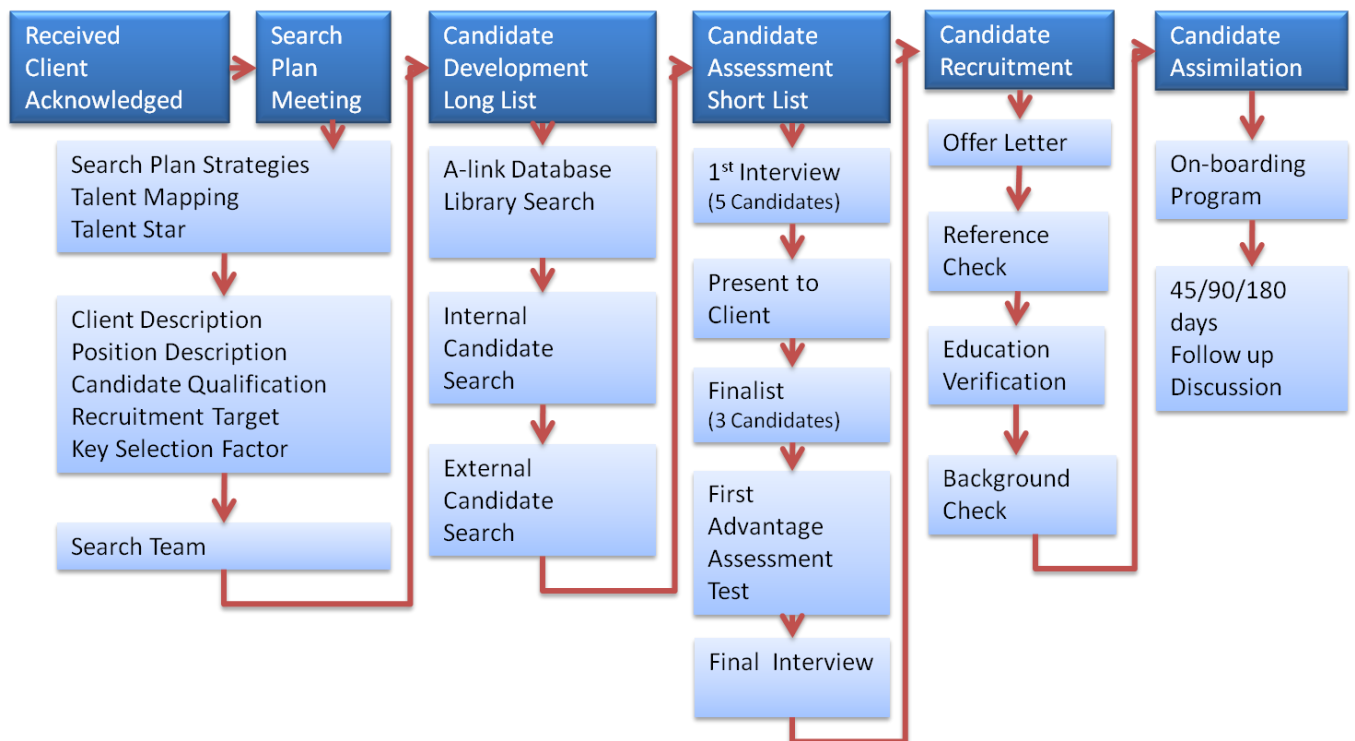 Received
Client
Acknowledged
Search
Plan
Meeting
Search Plan Strategies
Talent Mapping
Talent Star
Client Description
Position Description
Candidate Qualification
Recruitment Target
Key Selection Factor
Search Team
Candidate
Development
Long List
A-link Database
Library Search
Internal
Candidate
Search
External
Candidate
Search
Candidate
Assessment
Short List
1st Interview
(5 Candidates)
Present to
Client
Finalist
(3 Candidates)
First
Advantage
Assessment
Test
Final Interview
Candidate
Recruitment
Offer Letter
Reference
Check
Education
Verification
Background
Check
Candidate
Assimilation
On-boarding
Program
45/90/180
days
Follow up
Discussion